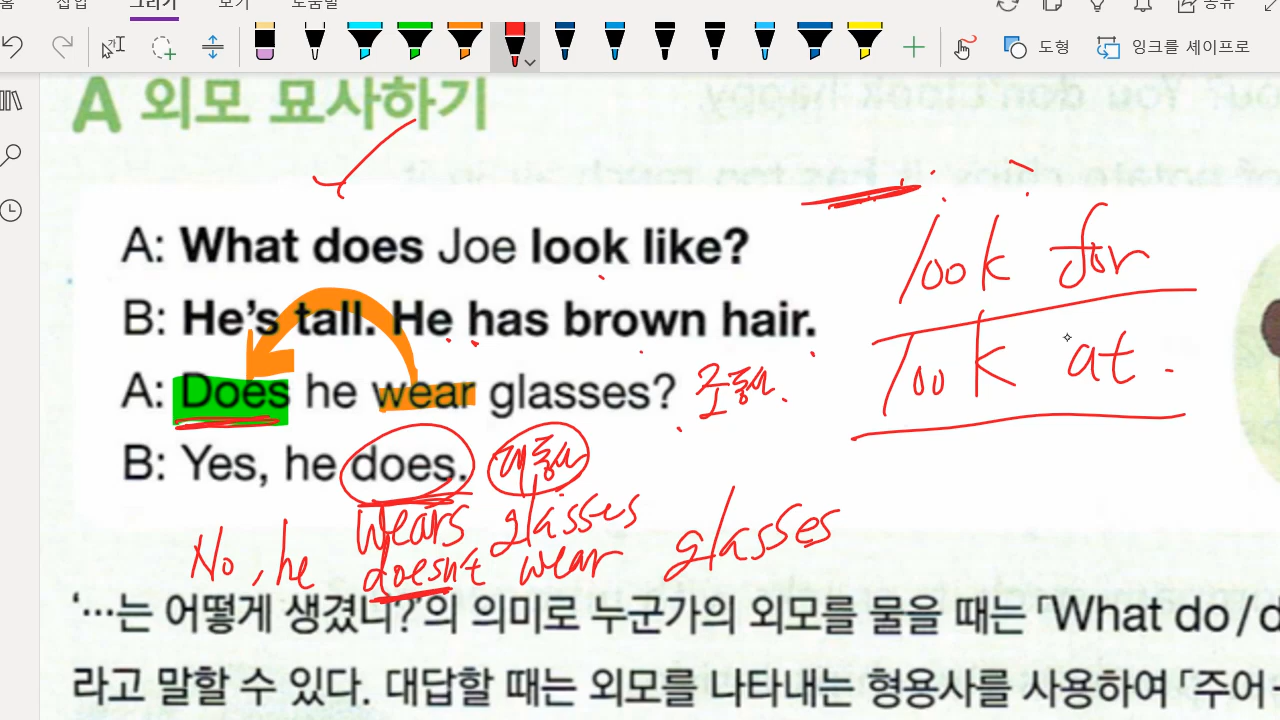 홈 삽입 그리기 보기 도움말 공유
도형 잉크를 셰이프로
A 외모 묘사하기
A: What does Joe look like?
B: He's tall. He has brown hair.
A: Does he wear glasses? 조동사.
B: Yes, he does. 대동사
wears glasses
No, he doesn't wear glasses
look for
look at.
'…는 어떻게 생겼니?'의 의미로 누군가의 외모를 물을 때는 「What do/d
라고 말할 수 있다. 대답할 때는 외모를 나타내는 형용사를 사용하여 「주어